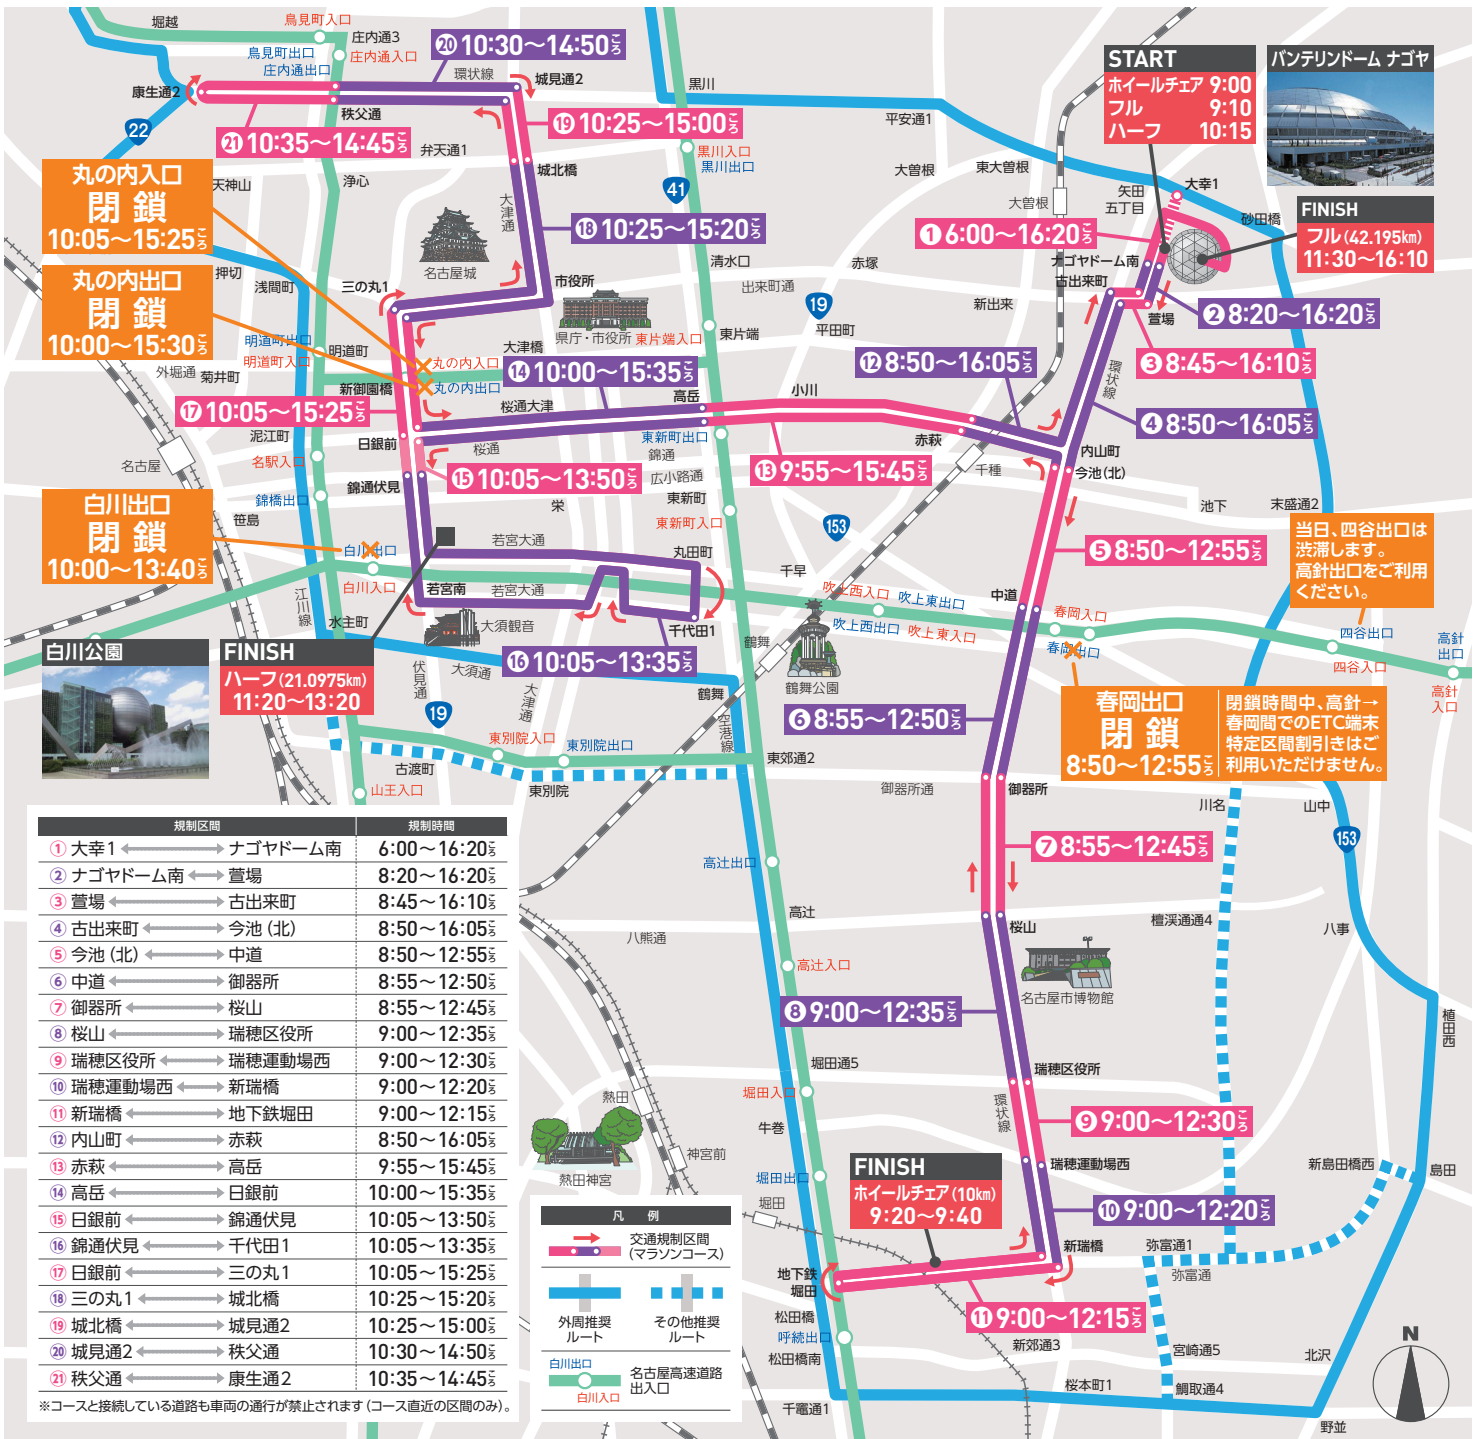 堀越
鳥見町入口
庄内通3
鳥見町出口
庄内通出口
庄内通入口
⑳10:30〜14:50ごろ
環状線
城見通2
黒川
康生通2
秩父通
22
㉑10:35〜14:45ごろ
⑲10:25〜15:00ごろ
弁天通1
平安通1
START
ホイールチェア 9:00
フル 9:10
ハーフ 10:15
バンテリンドーム ナゴヤ
丸の内入口
閉鎖
10:05〜15:25ごろ
天神山
浄心
城北橋
黒川入口
黒川出口
41
大曽根
東大曽根
大曽根
矢田
五丁目
大幸1
砂田橋
大津通
⑱10:25〜15:20ごろ
①6:00〜16:20ごろ
FINISH
フル(42.195km)
11:30〜16:10
名古屋城
押切
浅間町
三の丸1
市役所
清水口
出来町通
赤塚
新出来
ナゴヤドーム南
古出来町
萱場
②8:20〜16:20ごろ
丸の内出口
閉鎖
10:00〜15:30ごろ
県庁・市役所
東片端入口
東片端
19
平田町
③8:45〜16:10ごろ
明道町出口
明道町入口
明道町
外堀通
菊井町
新御園橋
丸の内入口
丸の内出口
大津橋
⑭10:00〜15:35ごろ
⑫8:50〜16:05ごろ
環状線
④8:50〜16:05ごろ
⑰10:05〜15:25ごろ
桜通大津
高岳
小川
赤萩
内山町
今池(北)
泥江町
日銀前
桜通
東新町出口
錦通
広小路通
⑬9:55〜15:45ごろ
千種
名古屋
名駅入口
錦橋出口
錦通伏見
⑮10:05〜13:50ごろ
東新町
東新町入口
池下
末盛通2
笹島
栄
153
⑤8:50〜12:55ごろ
当日、四谷出口は
渋滞します。
高針出口をご利用
ください。
白川出口
閉鎖
10:00〜13:40ごろ
白川出口
白川入口
若宮大通
丸田町
千早
若宮南
若宮大通
吹上西入口
吹上東出口
吹上西出口
吹上東入口
中道
春岡入口
春岡出口
四谷出口
四谷入口
高針
出口
高針
入口
江川線
水主町
大須観音
千代田1
鶴舞
鶴舞公園
白川公園
FINISH
ハーフ(21.0975km)
11:20〜13:20
伏見通
大須通
⑯10:05〜13:35ごろ
大津通
鶴舞
空港線
19
⑥8:55〜12:50ごろ
春岡出口
閉鎖
8:50〜12:55ごろ
閉鎖時間中、高針→
春岡間でのETC端末
特定区間割引きはご
利用いただけません。
東別院入口
東別院出口
東郊通2
古渡町
東別院
山王入口
御器所通
御器所
川名
山中
153
規制区間 規制時間
①大幸1 ナゴヤドーム南 6:00〜16:20ごろ
②ナゴヤドーム南 萱場 8:20〜16:20ごろ
③萱場 古出来町 8:45〜16:10ごろ
④古出来町 今池(北) 8:50〜16:05ごろ
⑤今池(北) 中道 8:50〜12:55ごろ
⑥中道 御器所 8:55〜12:50ごろ
⑦御器所 桜山 8:55〜12:45ごろ
⑧桜山 瑞穂区役所 9:00〜12:35ごろ
⑨瑞穂区役所 瑞穂運動場西 9:00〜12:30ごろ
⑩瑞穂運動場西 新瑞橋 9:00〜12:20ごろ
⑪新瑞橋 地下鉄堀田 9:00〜12:15ごろ
⑫内山町 赤萩 8:50〜16:05ごろ
⑬赤萩 高岳 9:55〜15:45ごろ
⑭高岳 日銀前 10:00〜15:35ごろ
⑮日銀前 錦通伏見 10:05〜13:50ごろ
⑯錦通伏見 千代田1 10:05〜13:35ごろ
⑰日銀前 三の丸1 10:05〜15:25ごろ
⑱三の丸1 城北橋 10:25〜15:20ごろ
⑲城北橋 城見通2 10:25〜15:00ごろ
⑳城見通2 秩父通 10:30〜14:50ごろ
㉑秩父通 康生通2 10:35〜14:45ごろ
※コースと接続している道路も車両の通行が禁止されます(コース直近の区間のみ)。
⑦8:55〜12:45ごろ
高辻出口
高辻
八熊通
高辻入口
桜山
檀渓通通4
八事
名古屋市博物館
⑧9:00〜12:35ごろ
植田西
堀田通5
瑞穂区役所
熱田
堀田入口
環状線
⑨9:00〜12:30ごろ
牛巻
神宮前
熱田神宮
堀田出口
堀田
瑞穂運動場西
新島田橋西
島田
FINISH
ホイールチェア(10km)
9:20〜9:40
⑩9:00〜12:20ごろ
新瑞橋
弥富通1
弥富通
地下鉄
堀田
松田橋
呼続出口
松田橋南
⑪9:00〜12:15ごろ
新郊通3
宮崎通5
北沢
桜本町1
鯛取通4
千竈通1
野並
N
凡 例
交通規制区間
(マラソンコース)
外周推奨
ルート
その他推奨
ルート
白川出口
白川入口
名古屋高速道路
出入口